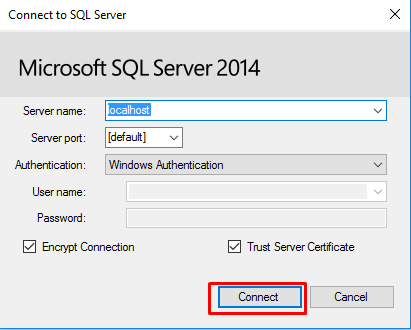 Connect to SQL Server
Microsoft SQL Server 2014
Server name: localhost
Server port: [default]
Authentication: Windows Authentication
User name:
Password:
Encrypt Connection Trust Server Certificate
Connect Cancel